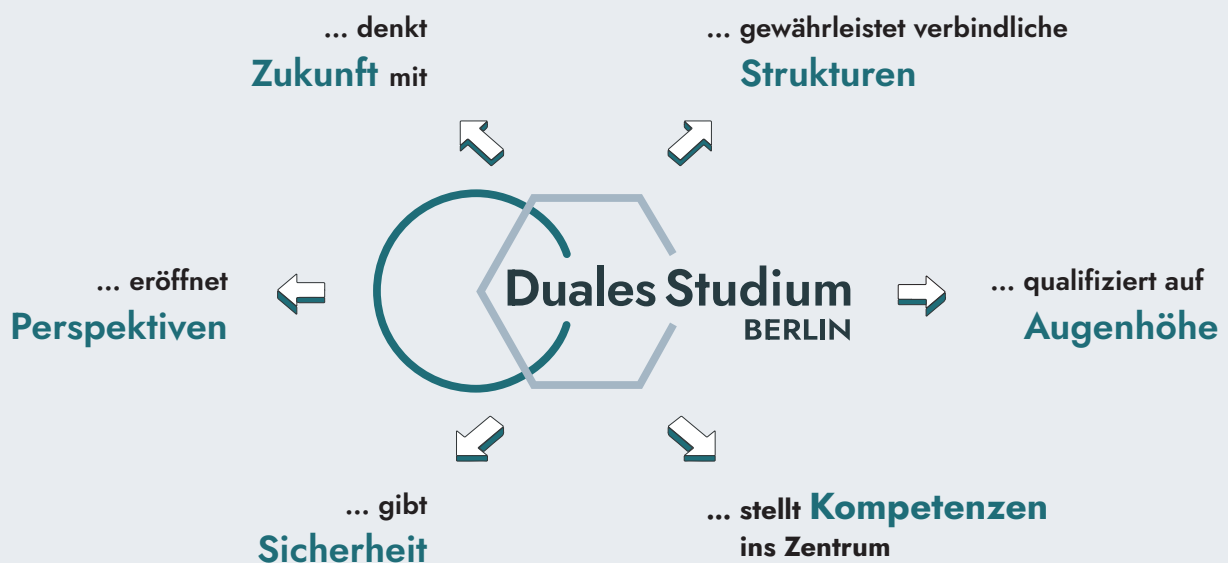 ... denkt
Zukunft mit
... gewährleistet verbindliche
Strukturen
... eröffnet
Perspektiven
Duales Studium
BERLIN
... qualifiziert auf
Augenhöhe
... gibt
Sicherheit
... stellt Kompetenzen
ins Zentrum